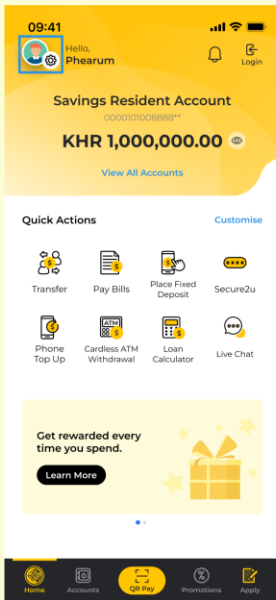 09:41
Hello,
Phearum
Login
Savings Resident Account
0000101008888**
KHR 1,000,000.00
View All Accounts
Quick Actions
Customise
Transfer
Pay Bills
Place Fixed
Deposit
Secure2u
Phone
Top Up
ATM
Cardless ATM
Withdrawal
Loan
Calculator
Live Chat
Get rewarded every
time you spend.
Learn More
Home
Accounts
QR Pay
Promotions
Apply